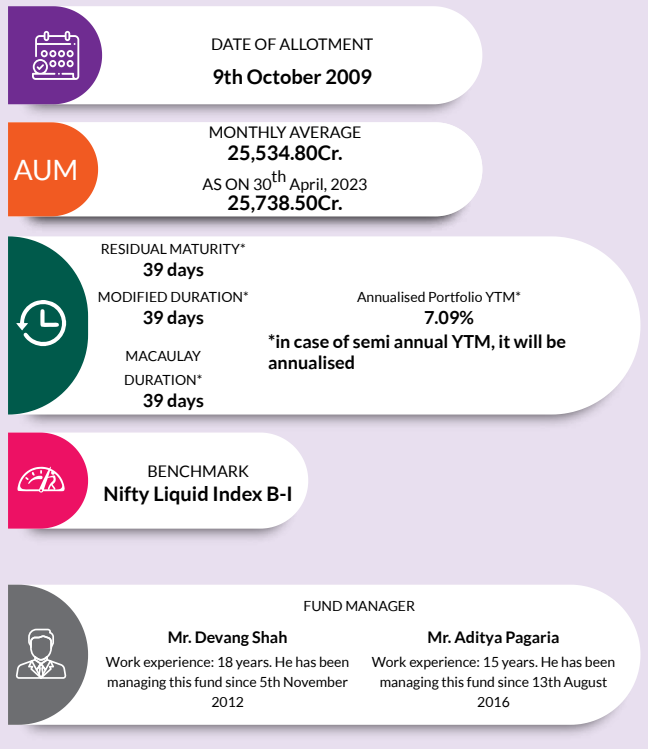 DATE OF ALLOTMENT
9th October 2009
AUM
MONTHLY AVERAGE
25,534.80Cr.
AS ON 30th April, 2023
25,738.50Cr.
RESIDUAL MATURITY*
39 days
MODIFIED DURATION*
39 days
MACAULAY
DURATION*
39 days
Annualised Portfolio YTM*
7.09%
*in case of semi annual YTM, it will be
annualised
BENCHMARK
Nifty Liquid Index B-I
FUND MANAGER
Mr. Devang Shah
Work experience: 18 years. He has been
managing this fund since 5th November
2012
Mr. Aditya Pagaria
Work experience: 15 years. He has been
managing this fund since 13th August
2016